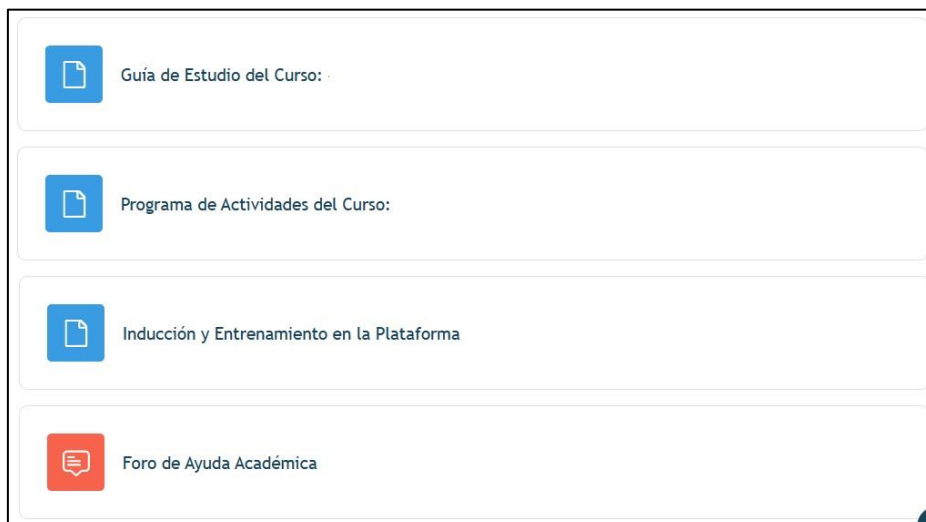 Guía de Estudio del Curso:
Programa de Actividades del Curso:
Inducción y Entrenamiento en la Plataforma
Foro de Ayuda Académica